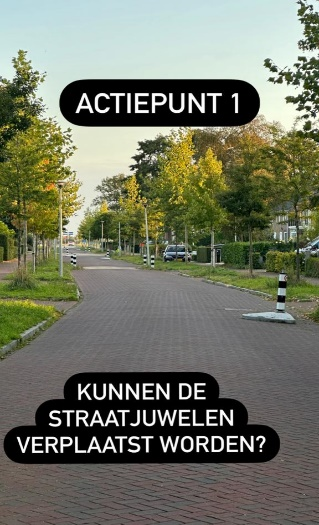 ACTIEPUNT 1
KUNNEN DE
STRAATJUWELEN
VERPLAATST WORDEN?